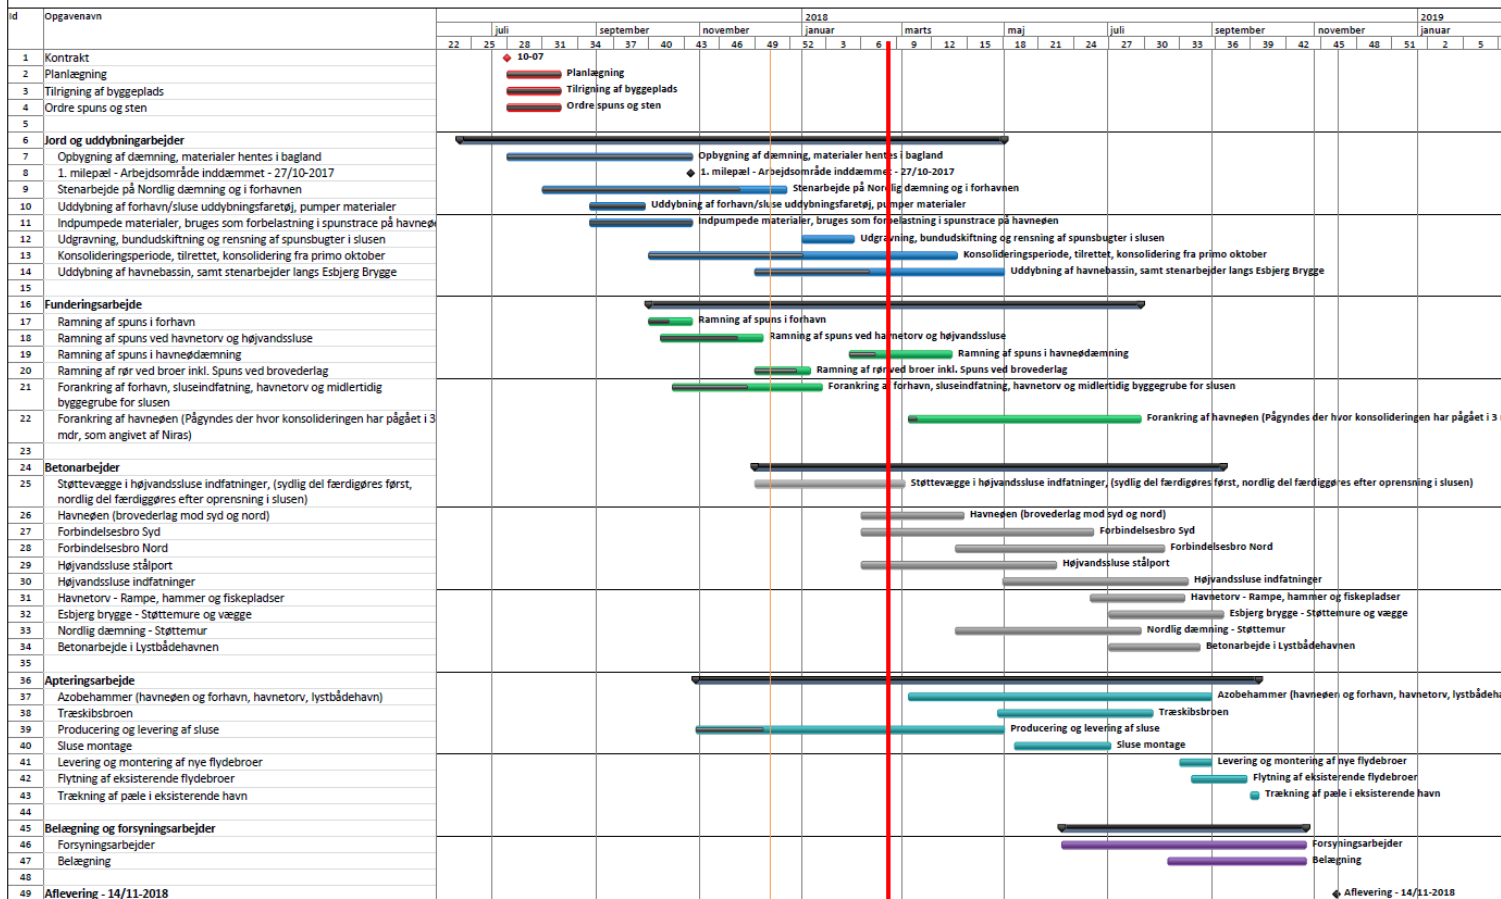 Id Opgavenavn 2018 2019
juli september november januar marts maj juli september november januar
22 25 28 31 34 37 40 43 46 49 52 3 6 9 12 15 18 21 24 27 30 33 36 39 42 45 48 51 2 5
1 Kontrakt 10-07
2 Planlægning Planlægning
3 Tilrigning af byggeplads Tilrigning af byggeplads
4 Ordre spuns og sten Ordre spuns og sten
5
6 Jord og uddybningarbejder
7 Opbygning af dæmning, materialer hentes i bagland Opbygning af dæmning, materialer hentes i bagland
8 1. milepæl - Arbejdsområde inddæmmet - 27/10-2017 1. milepæl - Arbejdsområde inddæmmet - 27/10-2017
9 Stenarbejde på Nordlig dæmning og i forhavnen Stenarbejde på Nordlig dæmning og i forhavnen
10 Uddybning af forhavn/sluse uddybningsfaretøj, pumper materialer Uddybning af forhavn/sluse uddybningsfaretøj, pumper materialer
11 Indpumpede materialer, bruges som forbelastning i spunstrace på havneøe Indpumpede materialer, bruges som forbelastning i spunstrace på havneøen
12 Udgravning, bundudskiftning og rensning af spunsbugter i slusen Udgravning, bundudskiftning og rensning af spunsbugter i slusen
13 Konsolideringsperiode, tilrettet, konsolidering fra primo oktober Konsolideringsperiode, tilrettet, konsolidering fra primo oktober
14 Uddybning af havnebassin, samt stenarbejder langs Esbjerg Brygge Uddybning af havnebassin, samt stenarbejder langs Esbjerg Brygge
15
16 Funderingsarbejde
17 Ramning af spuns i forhavn Ramning af spuns i forhavn
18 Ramning af spuns ved havnetorv og højvandssluse Ramning af spuns ved havnetorv og højvandssluse
19 Ramning af spuns i havneødæmning Ramning af spuns i havneødæmning
20 Ramning af rør ved broer inkl. Spuns ved brovederlag Ramning af rør ved broer inkl. Spuns ved brovederlag
21 Forankring af forhavn, sluseindfatning, havnetorv og midlertidig Forankring af forhavn, sluseindfatning, havnetorv og midlertidig byggegrube for slusen
byggegrube for slusen
22 Forankring af havneøen (Pågyndes der hvor konsolideringen har pågået i 3 Forankring af havneøen (Pågyndes der hvor konsolideringen har pågået i 3
mdr, som angivet af Niras)
23
24 Betonarbejder
25 Støttevægge i højvandssluse indfatninger, (sydlig del færdigøres først, Støttevægge i højvandssluse indfatninger, (sydlig del færdigøres først, nordlig del færdiggøres efter oprensning i slusen)
nordlig del færdiggøres efter oprensning i slusen)
26 Havneøen (brovederlag mod syd og nord) Havneøen (brovederlag mod syd og nord)
27 Forbindelsesbro Syd Forbindelsesbro Syd
28 Forbindelsesbro Nord Forbindelsesbro Nord
29 Højvandssluse stålport Højvandssluse stålport
30 Højvandssluse indfatninger Højvandssluse indfatninger
31 Havnetorv - Rampe, hammer og fiskepladser Havnetorv - Rampe, hammer og fiskepladser
32 Esbjerg brygge - Støttemure og vægge Esbjerg brygge - Støttemure og vægge
33 Nordlig dæmning - Støttemur Nordlig dæmning - Støttemur
34 Betonarbejde i Lystbådehavnen Betonarbejde i Lystbådehavnen
35
36 Apteringsarbejde
37 Azobehammer (havneøen og forhavn, havnetorv, lystbådehavn) Azobehammer (havneøen og forhavn, havnetorv, lystbådeha
38 Træskibsbroen Træskibsbroen
39 Producering og levering af sluse Producering og levering af sluse
40 Sluse montage Sluse montage
41 Levering og montering af nye flydebroer Levering og montering af nye flydebroer
42 Flytning af eksisterende flydebroer Flytning af eksisterende flydebroer
43 Trækning af pæle i eksisterende havn Trækning af pæle i eksisterende havn
44
45 Belægning og forsyningsarbejder
46 Forsyningsarbejder Forsyningsarbejder
47 Belægning Belægning
48
49 Aflevering - 14/11-2018 Aflevering - 14/11-2018